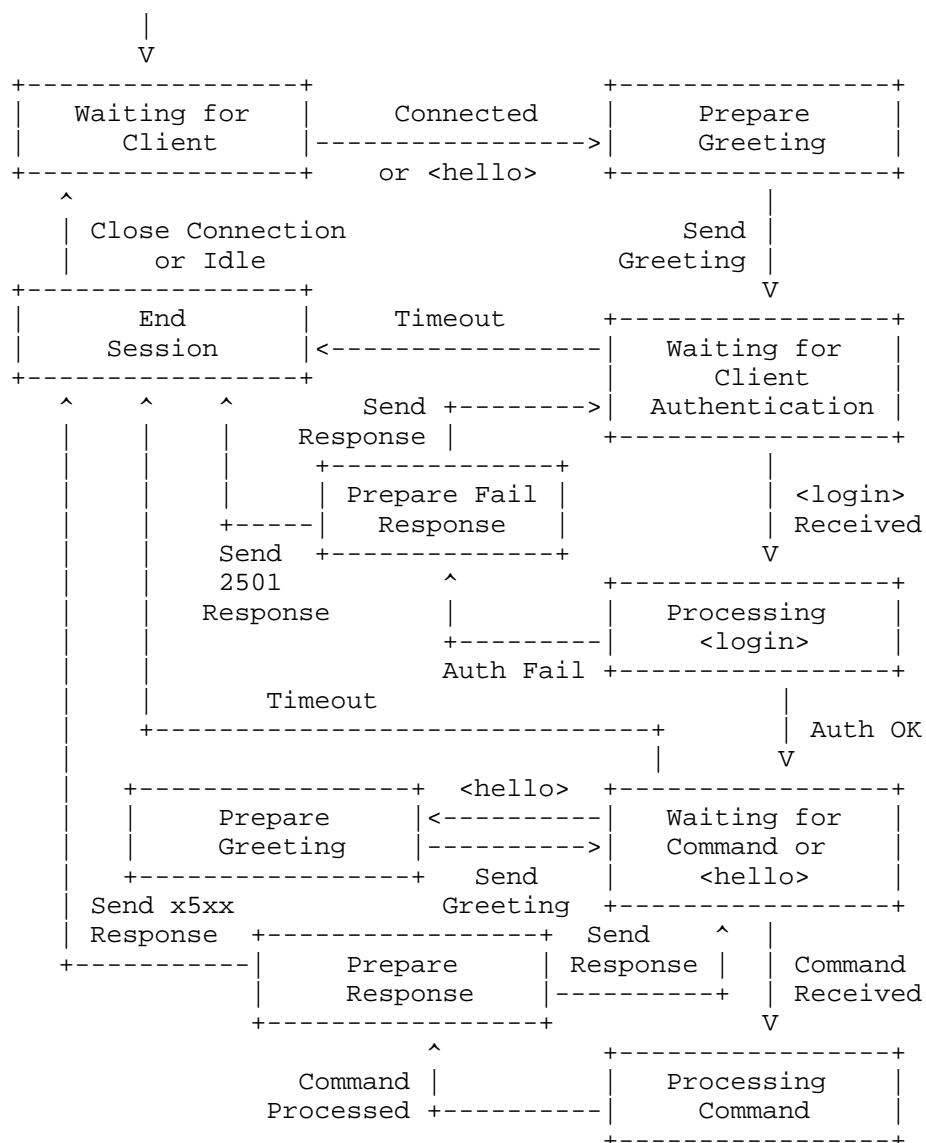 |
V
+-----------------+ +-----------------+
| Waiting for | Connected | Prepare |
| Client |----------------->| Greeting |
+-----------------+ or <hello> +-----------------+
^ |
| Close Connection Send |
| or Idle Greeting |
+-----------------+ V
| End | Timeout +-----------------+
| Session |<-----------------| Waiting for |
+-----------------+ | Client |
^ ^ ^ Send +-------->| Authentication |
| | | Response | +-----------------+
| | | +--------------+ |
| | | | Prepare Fail | | <login>
| | +-----| Response | | Received
| | Send +--------------+ V
| | 2501 ^ +-----------------+
| | Response | | Processing |
| | +---------| <login> |
| | Auth Fail +-----------------+
| | Timeout |
| +-------------------------------+ | Auth OK
| | V
| +-----------------+ <hello> +-----------------+
| | Prepare |<----------| Waiting for |
| | Greeting |---------->| Command or |
| +-----------------+ Send | <hello> |
| Send x5xx Greeting +-----------------+
| Response +-----------------+ Send ^ |
+-----------| Prepare | Response | | Command
| Response |----------+ | Received
+-----------------+ V
^ +-----------------+
Command | | Processing |
Processed +----------| Command |
+-----------------+